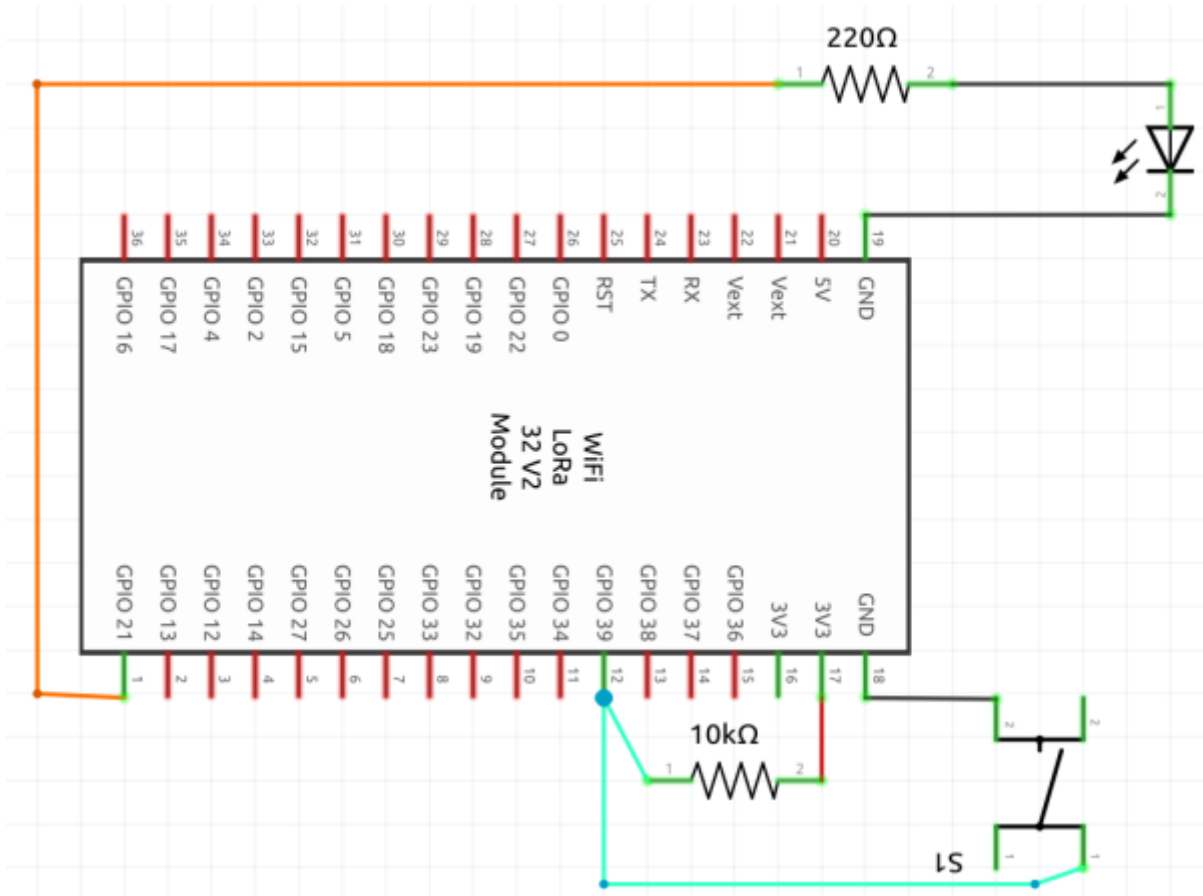 220Ω
1
2
1
2
36
35
34
33
32
31
30
29
28
27
26
25
24
23
22
21
20
19
GPIO 16
GPIO 17
GPIO 4
GPIO 2
GPIO 15
GPIO 5
GPIO 18
GPIO 23
GPIO 19
GPIO 22
GPIO 0
RST
TX
RX
Vext
Vext
5V
GND
WiFi
LoRa
32 V2
Module
GPIO 21
GPIO 13
GPIO 12
GPIO 14
GPIO 27
GPIO 26
GPIO 25
GPIO 33
GPIO 32
GPIO 35
GPIO 34
GPIO 39
GPIO 38
GPIO 37
GPIO 36
3V3
3V3
GND
1
2
3
4
5
6
7
8
9
10
11
12
13
14
15
16
17
18
10kΩ
1
2
2
2
S1
1
1